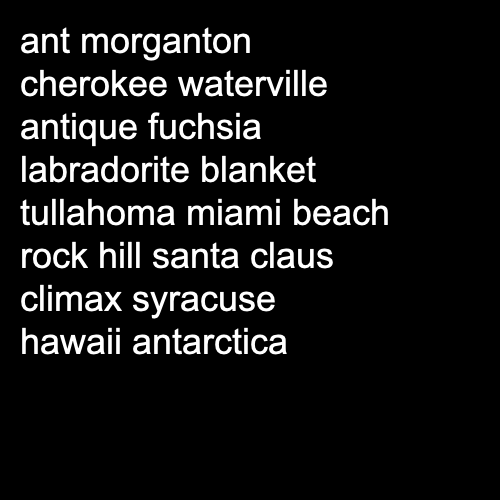 ant morganton
cherokee waterville
antique fuchsia
labradorite blanket
tullahoma miami beach
rock hill santa claus
climax syracuse
hawaii antarctica